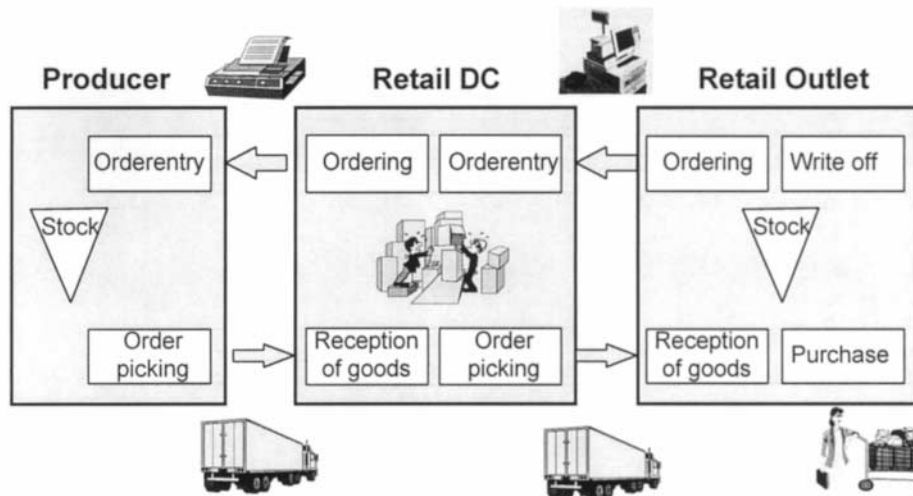 Producer
Retail DC
Retail Outlet
Orderentry
Ordering
Orderentry
Ordering
Write off
Stock
Stock
Order
picking
Reception
of goods
Order
picking
Reception
of goods
Purchase